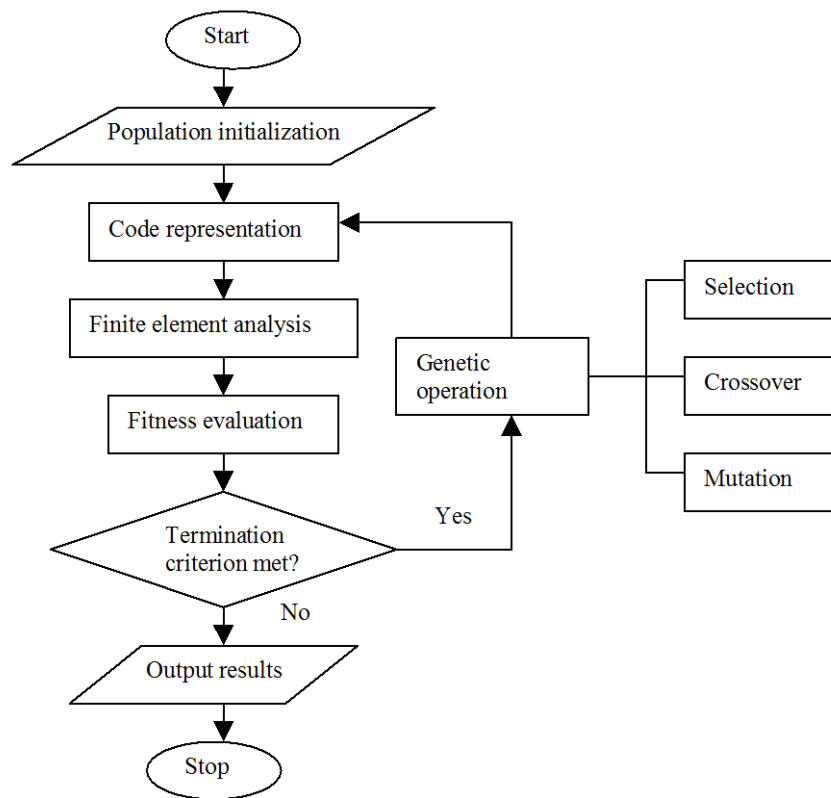 Start
Population initialization
Code representation
Finite element analysis
Fitness evaluation
Termination
criterion met?
Yes
No
Output results
Stop
Genetic
operation
Selection
Crossover
Mutation